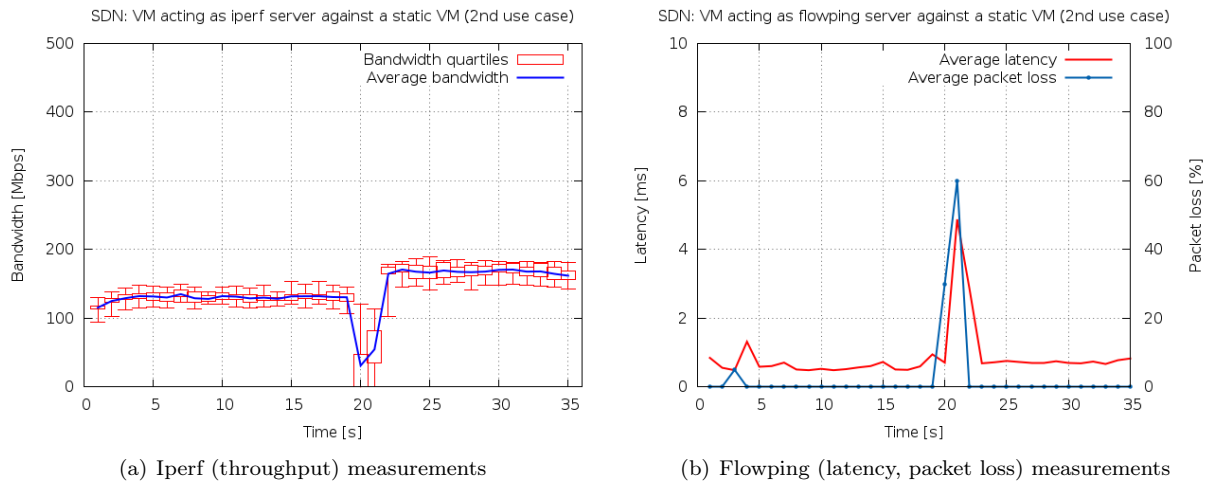 SDN: VM acting as iperf server against a static VM (2nd use case)
500
400
300
200
100
0
Bandwidth [Mbps]
Bandwidth quartiles
Average bandwidth
0 5 10 15 20 25 30 35
Time [s]
(a) Iperf (throughput) measurements
SDN: VM acting as flowping server against a static VM (2nd use case)
10
8
6
4
2
0
Latency [ms]
Average latency
Average packet loss
100
80
60
40
20
0
Packet loss [%]
0 5 10 15 20 25 30 35
Time [s]
(b) Flowping (latency, packet loss) measurements